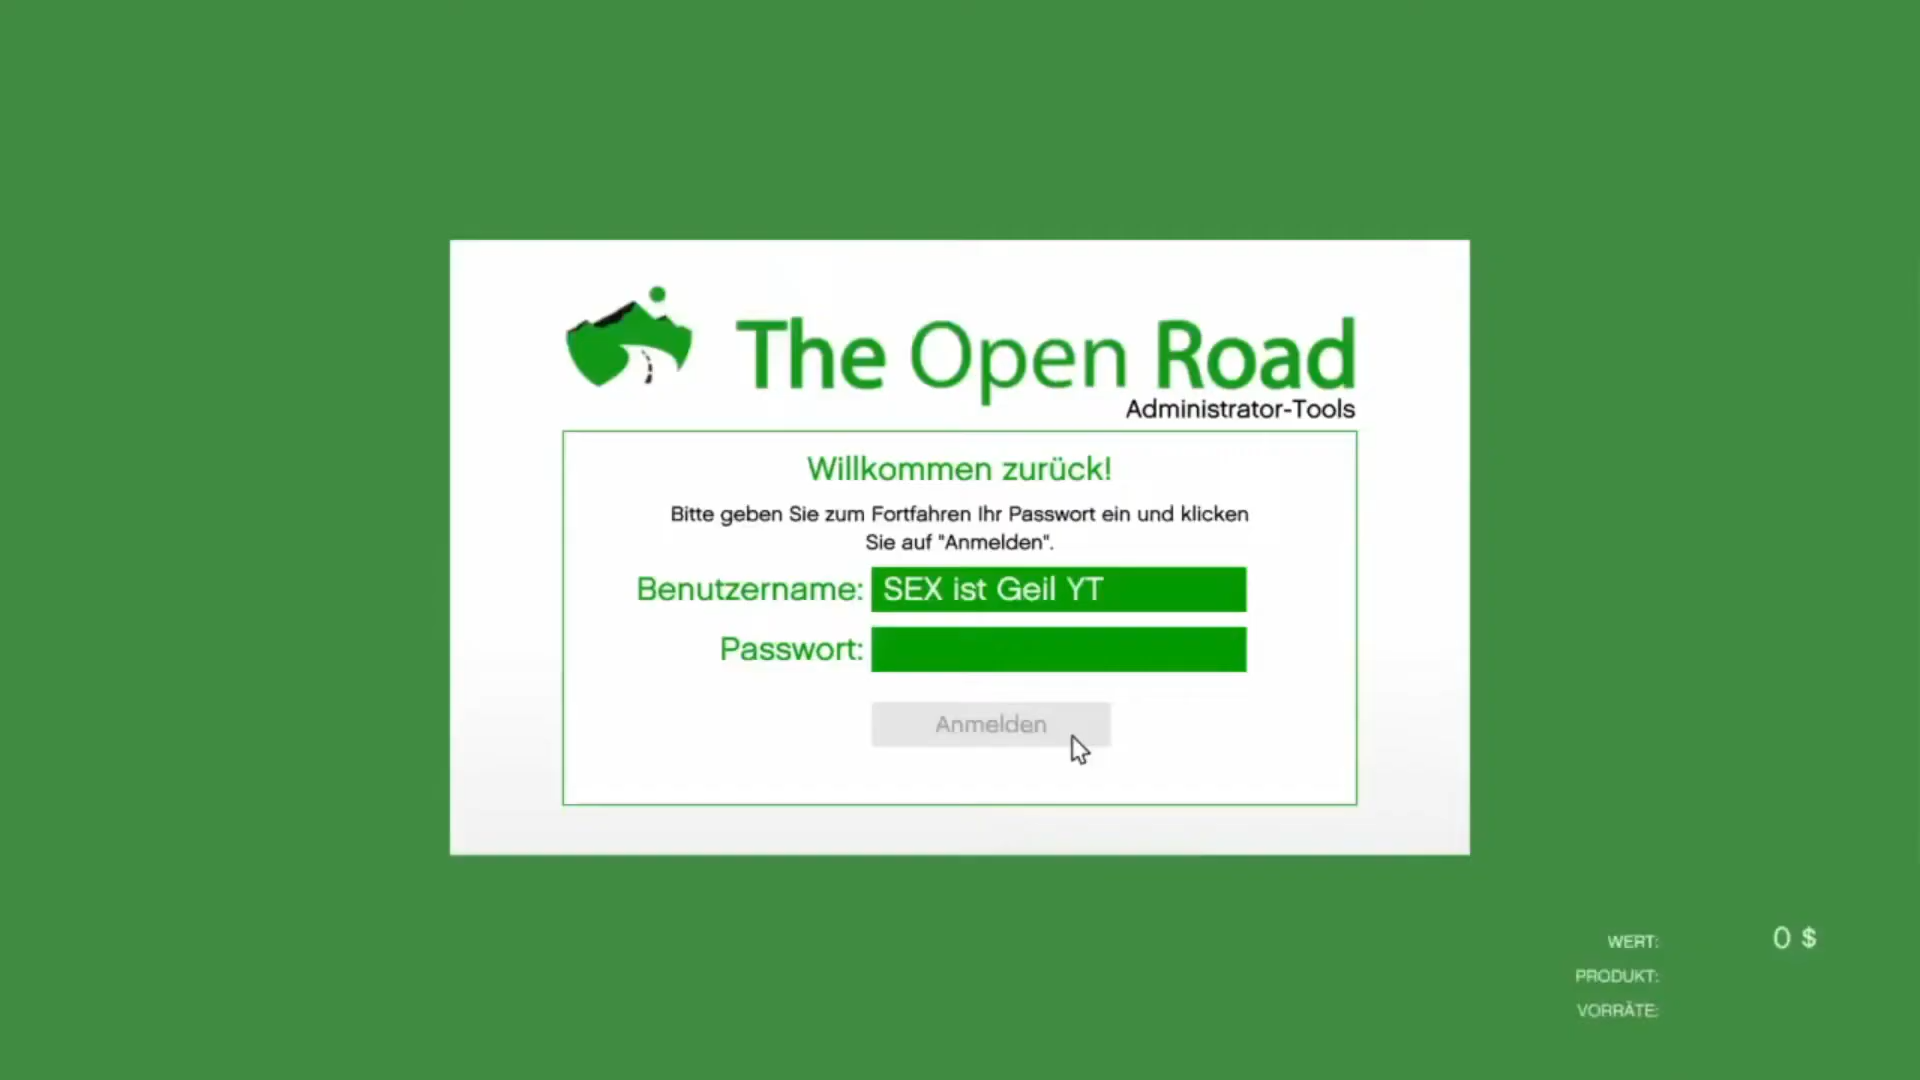 The Open Road
Administrator-Tools
Willkommen zurück!
Bitte geben Sie zum Fortfahren Ihr Passwort ein und klicken
Sie auf "Anmelden".
Benutzername: SEX ist Geil YT
Passwort:
Anmelden
WERT: 0 $
PRODUKT:
VORRÄTE: